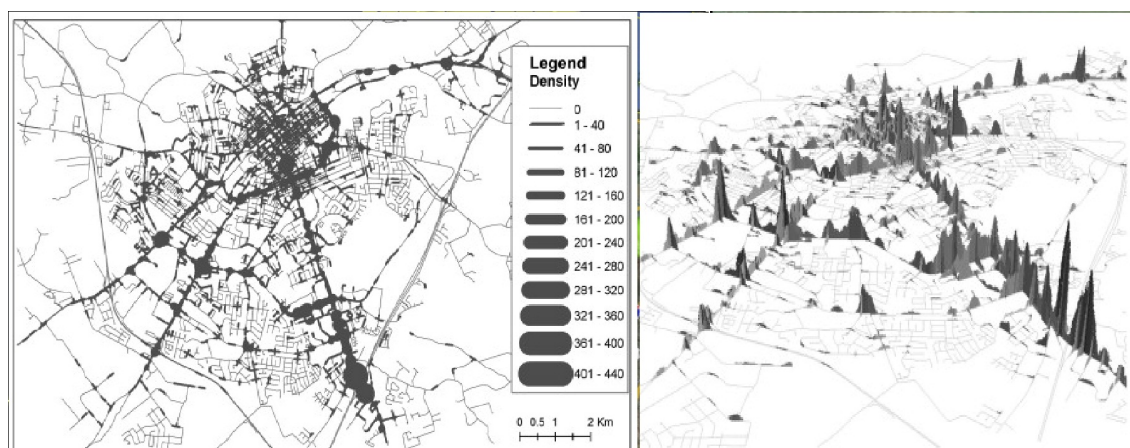 Legend
Density
0
1 - 40
41 - 80
81 - 120
121 - 160
161 - 200
201 - 240
241 - 280
281 - 320
321 - 360
361 - 400
401 - 440
0 0.5 1 2 Km